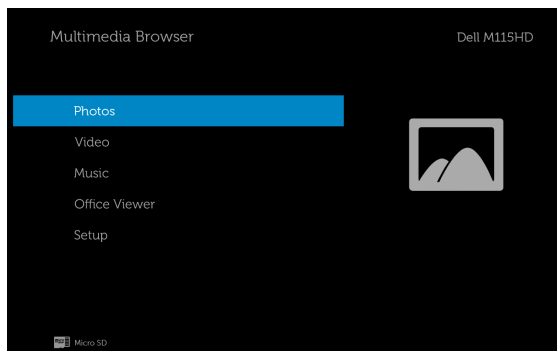 Multimedia Browser
Dell M115HD
Photos
Video
Music
Office Viewer
Setup
Micro SD